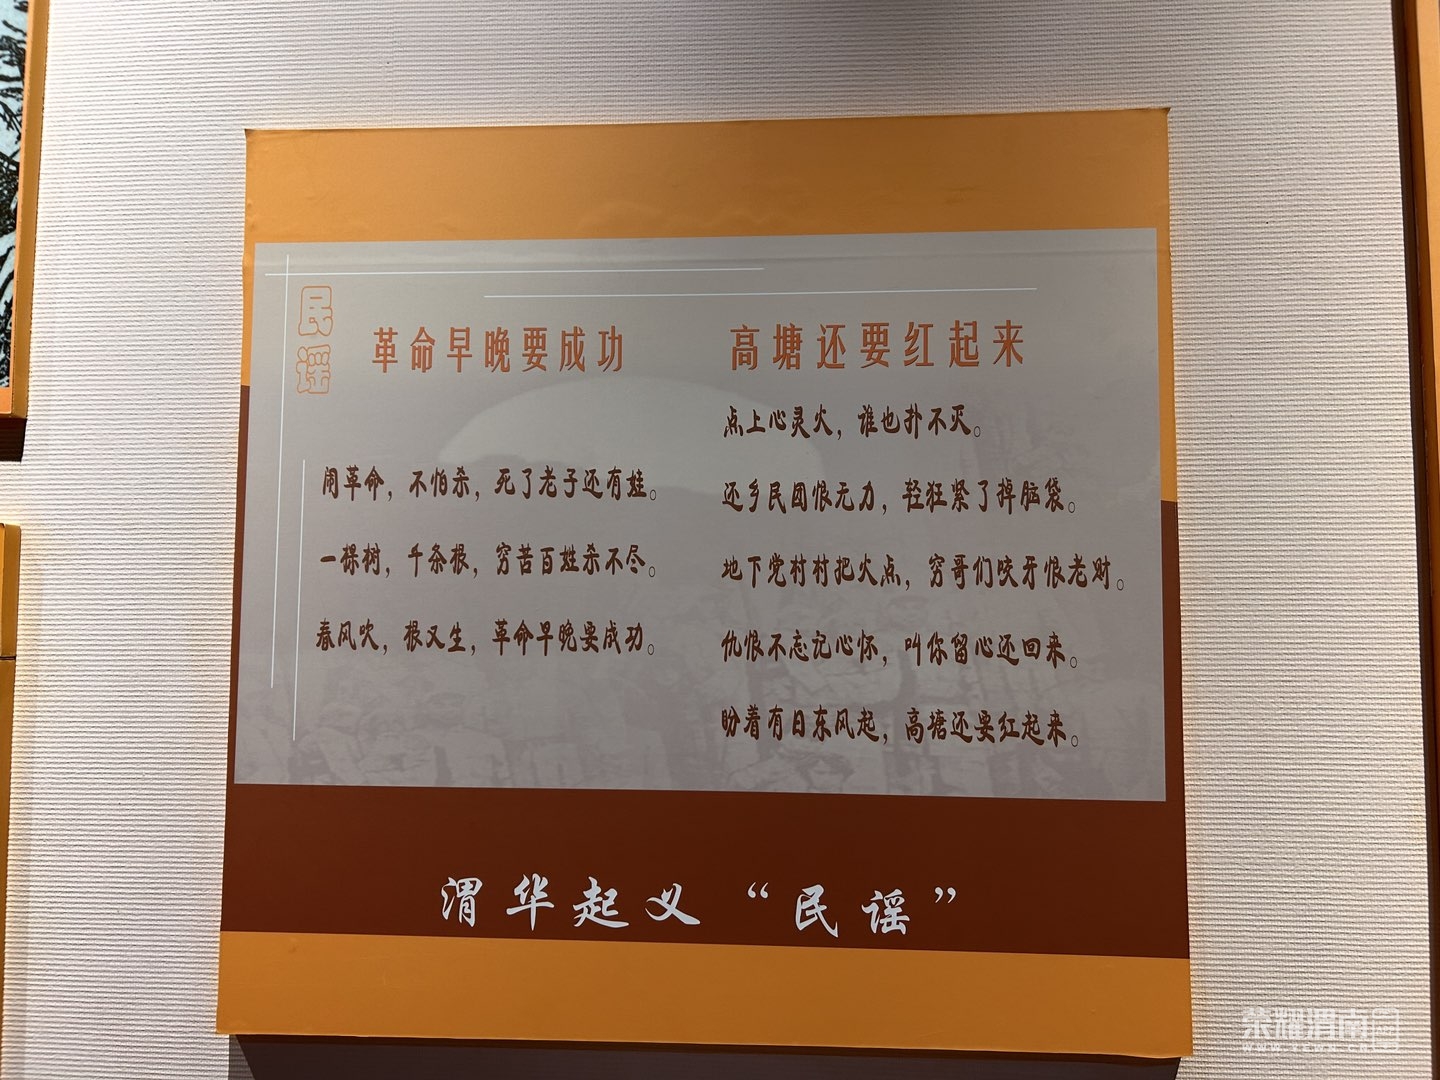 民谣
革命早晚要成功
闹革命，不怕杀，死了老子还有娃。
一棵树，千条根，穷苦百姓杀不尽。
春风吹，根又生，革命早晚要成功。
高塘还要红起来
点上心灵火，谁也扑不灭。
还乡民团恨无力，轻狂紧了掉脑袋。
地下党村村把火点，穷哥们咬牙恨老财。
仇恨不忘记心怀，叫你留心还回来。
盼着有日东风起，高塘还要红起来。
渭华起义“民谣”
荣耀渭南网